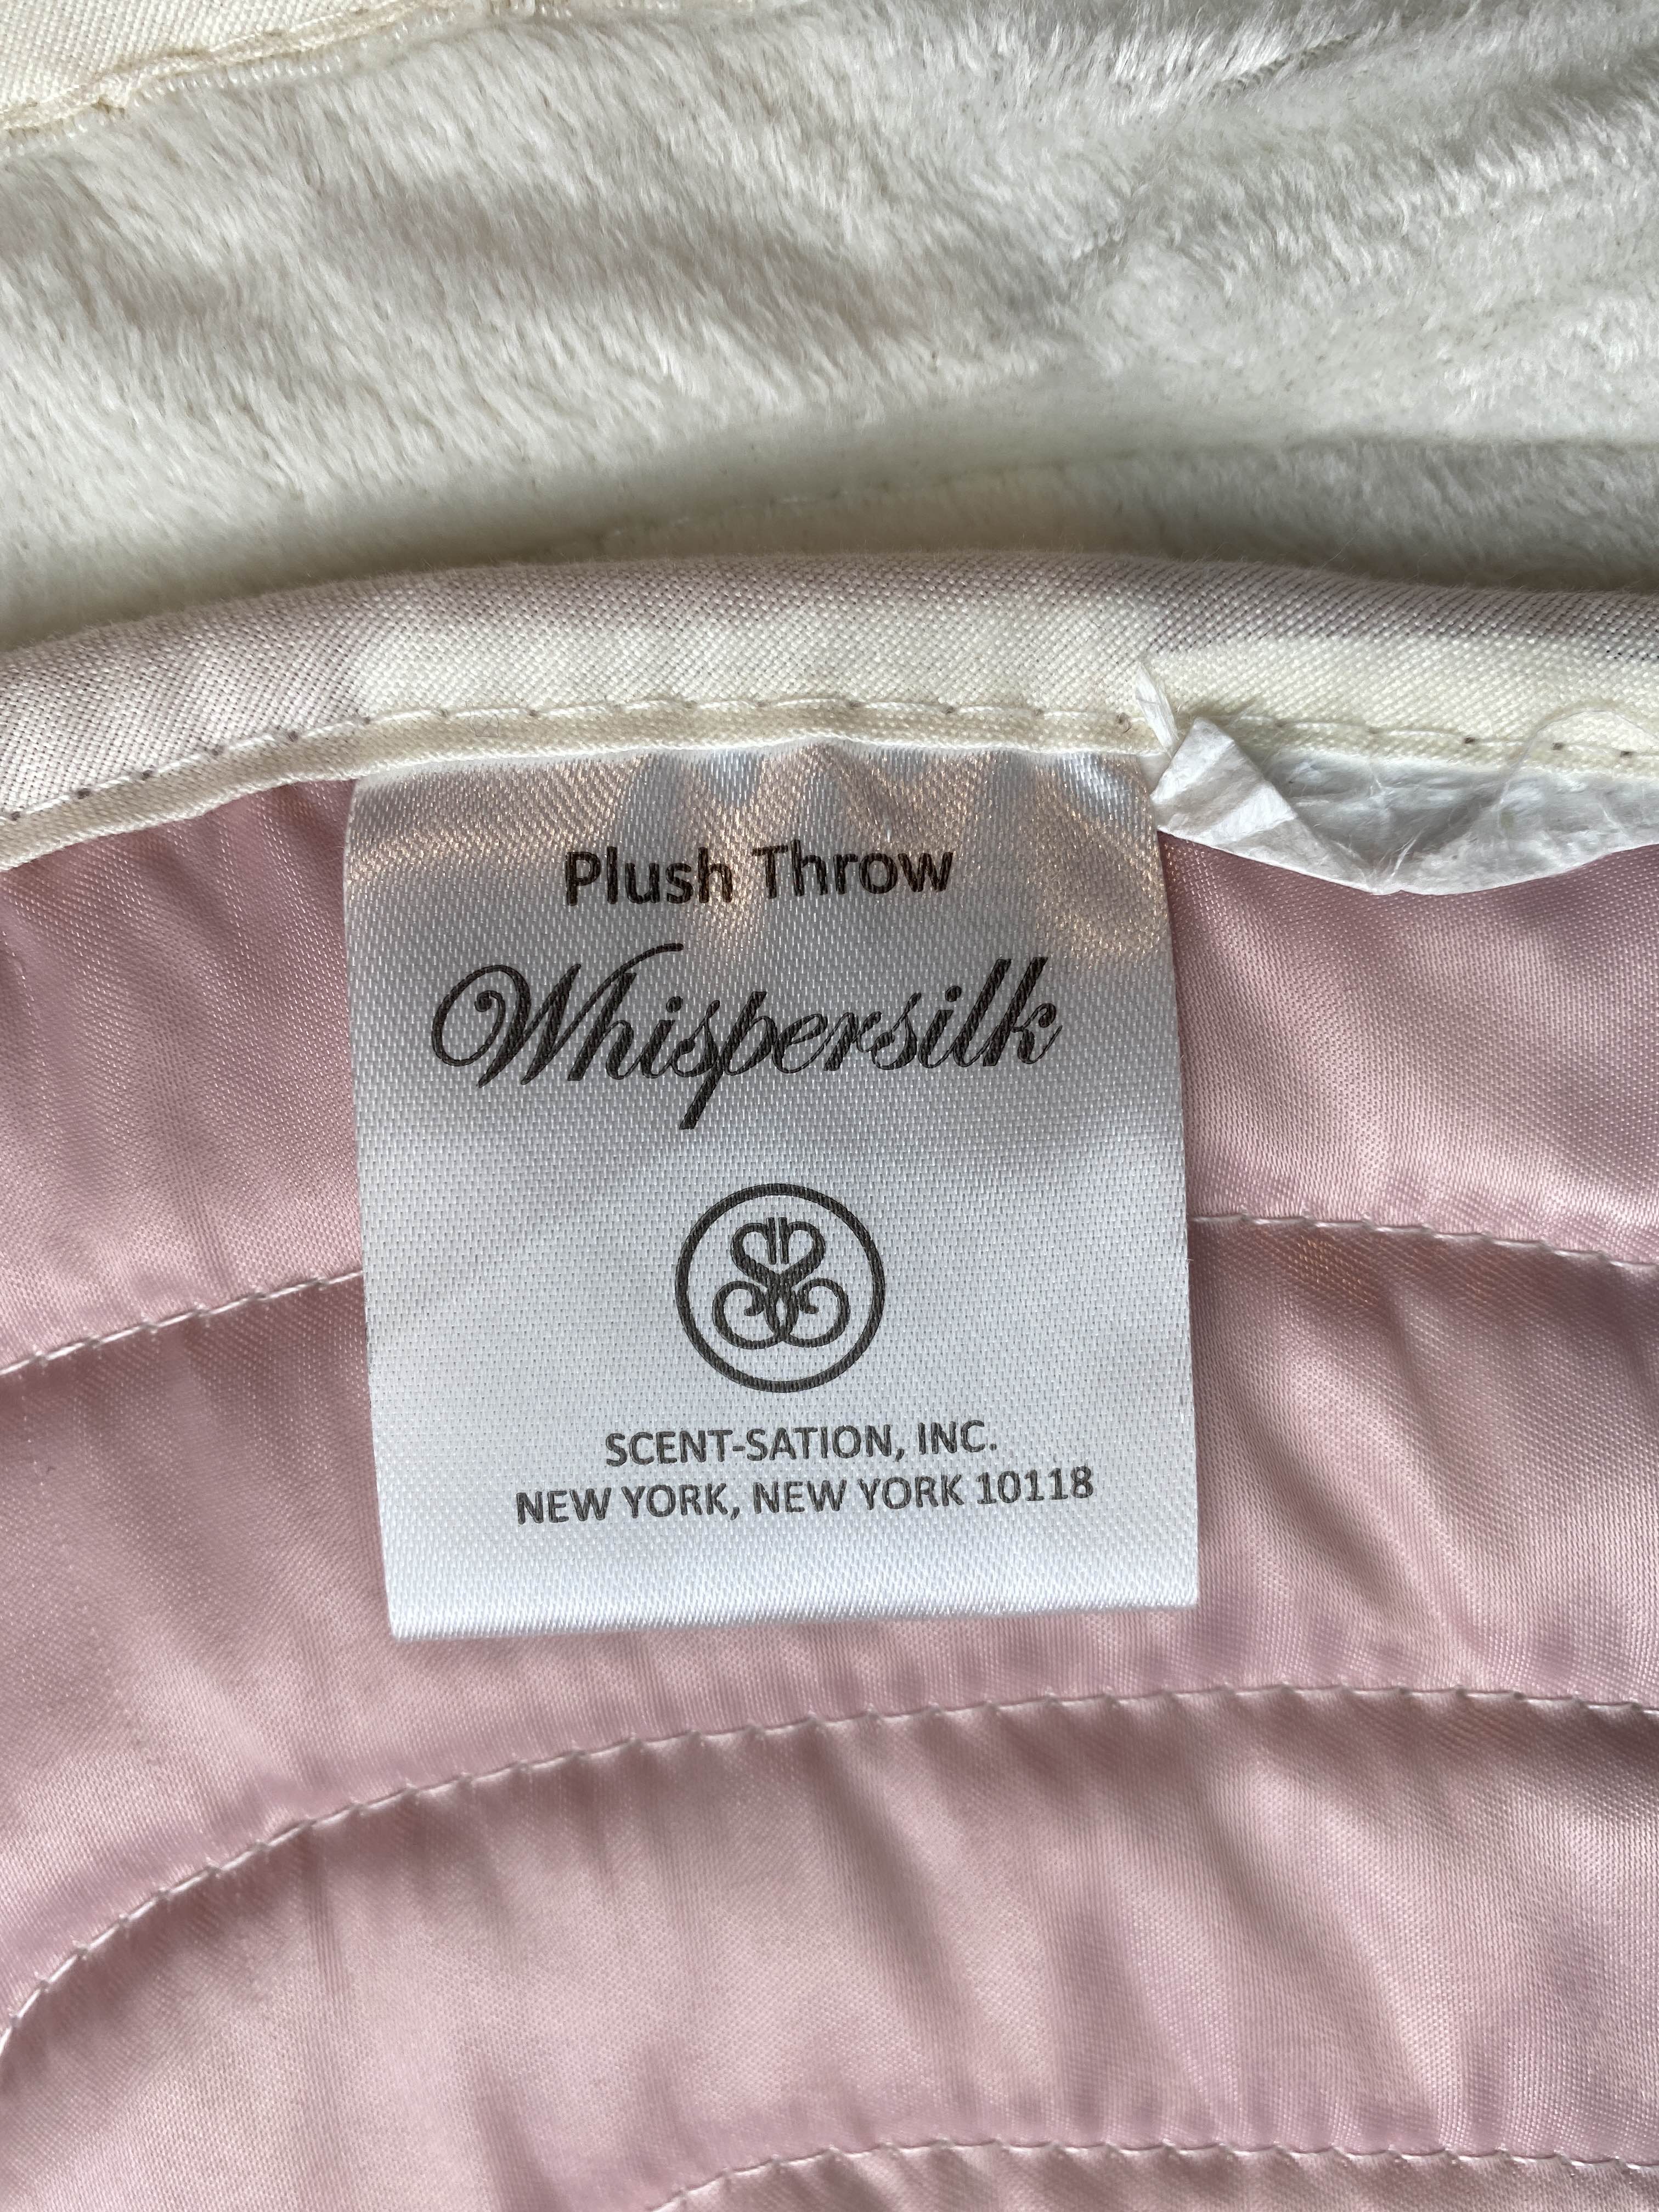 Plush Throw
Whispersilk
SCENT-SATION, INC.
NEW YORK, NEW YORK 10118